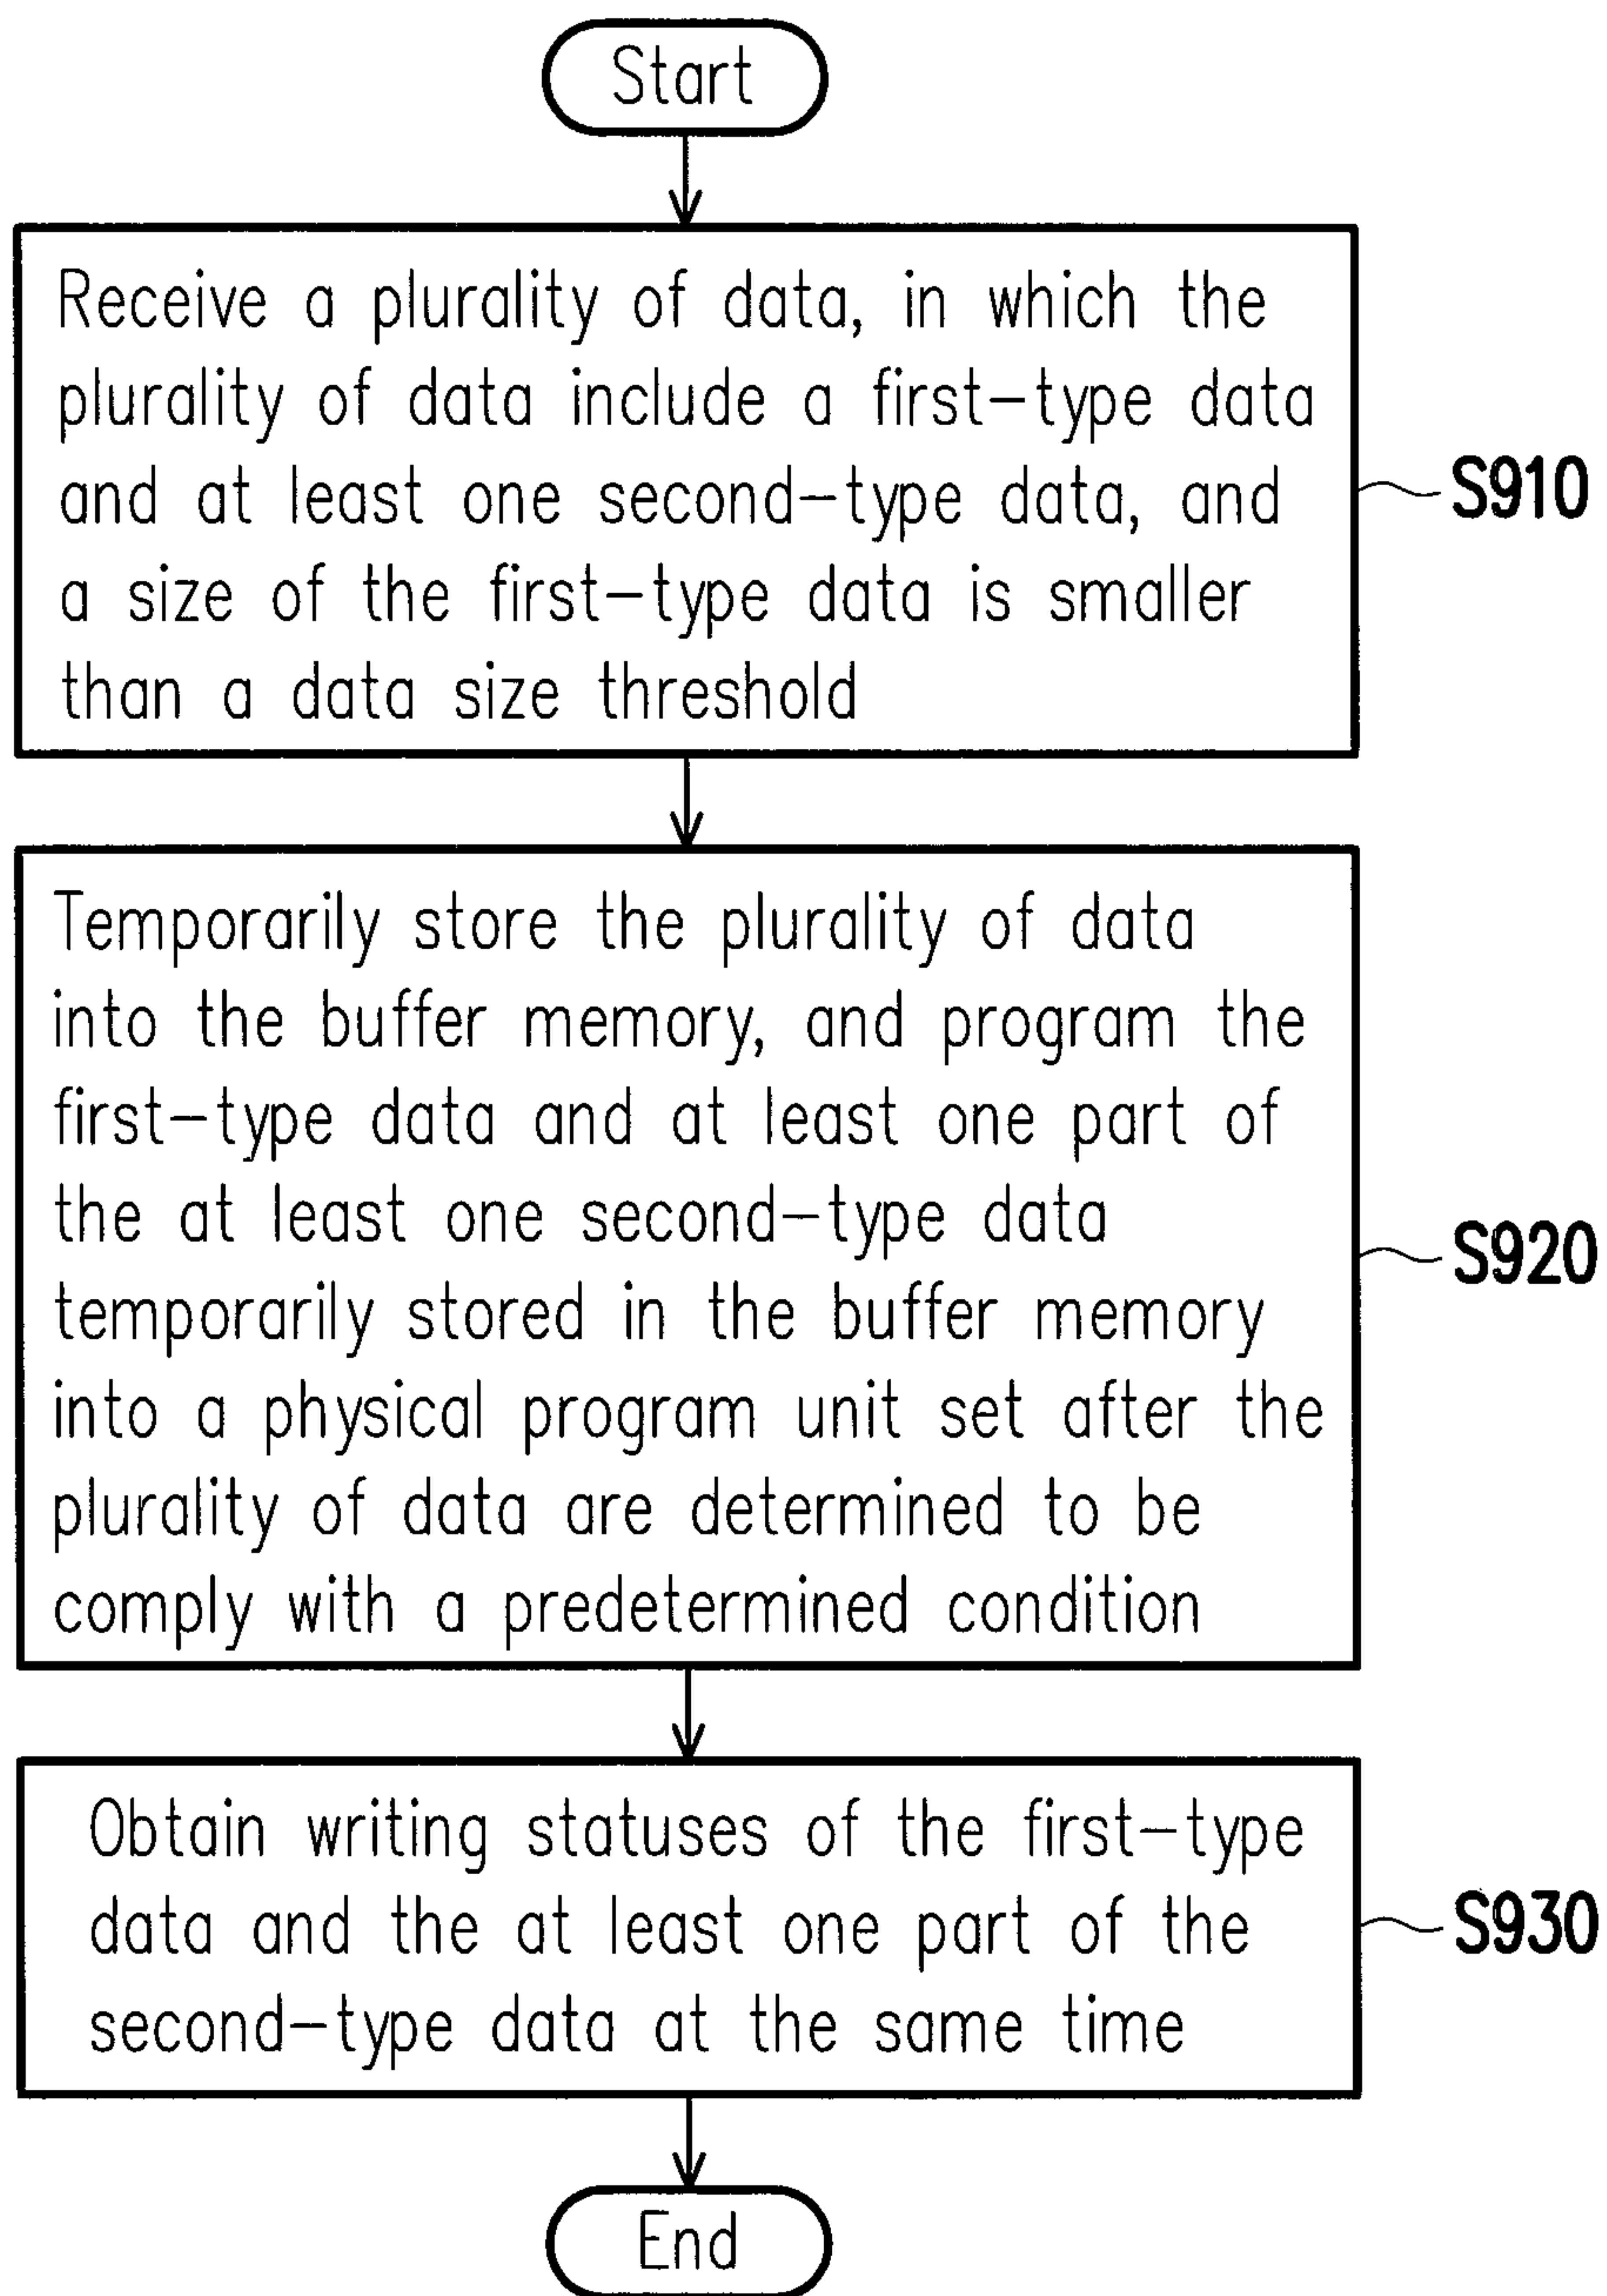 Start
Receive a plurality of data, in which the
plurality of data include a first-type data
and at least one second-type data, and
a size of the first-type data is smaller
than a data size threshold
S910
Temporarily store the plurality of data
into the buffer memory, and program the
first-type data and at least one part of
the at least one second-type data
temporarily stored in the buffer memory
into a physical program unit set after the
plurality of data are determined to be
comply with a predetermined condition
S920
Obtain writing statuses of the first-type
data and the at least one part of the
second-type data at the same time
S930
End